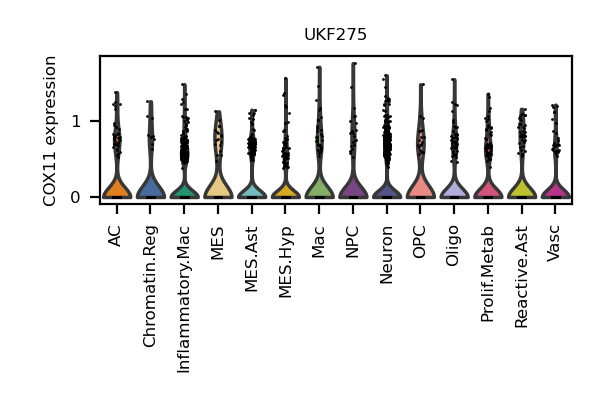 UKF275
COX11 expression
1
0
AC
Chromatin.Reg
Inflammatory.Mac
MES
MES.Ast
MES.Hyp
Mac
NPC
Neuron
OPC
Oligo
Prolif.Metab
Reactive.Ast
Vasc